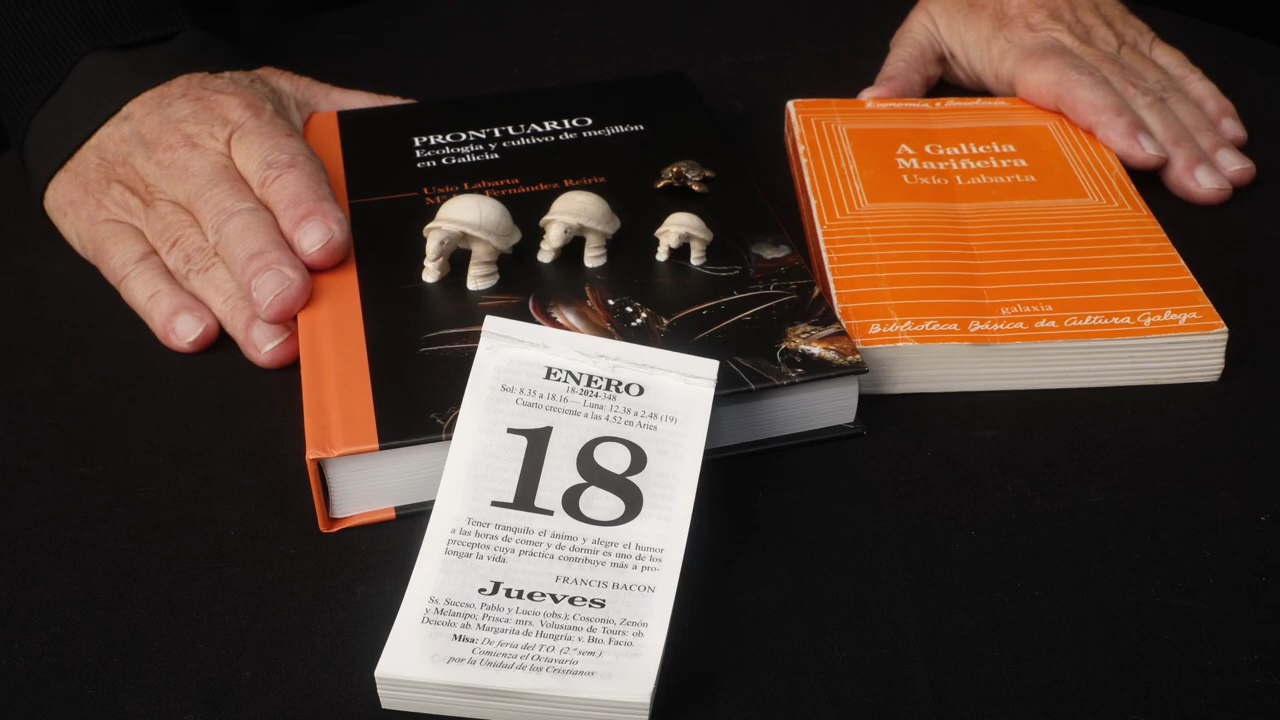 PRONTUARIO
Ecología y cultivo de mejillón
en Galicia
Uxío Labarta
Fernández Reiriz
Economía e Socioloxía
A Galicia
Mariñeira
Uxío Labarta
galaxia
Biblioteca Básica da Cultura Galega
ENERO
18-2024-348
Sol: 8.35 a 18.16 — Luna: 12.38 a 2.48 (19)
Cuarto creciente a las 4.52 en Aries
18
Tener tranquilo el ánimo y alegre el humor
a las horas de comer y de dormir es uno de los
preceptos cuya práctica contribuye más a pro-
longar la vida.
FRANCIS BACON
Jueves
Ss. Suceso, Pablo y Lucio (obs.); Cosconio, Zenón
y Melanipo; Prisca: mrs. Volusiano de Tours: ob.
Deícolo: ab. Margarita de Hungría: v. Bto. Facio.
Misa: De feria del T.O. (2.ª sem.)
Comienza el Octavario
por la Unidad de los Cristianos